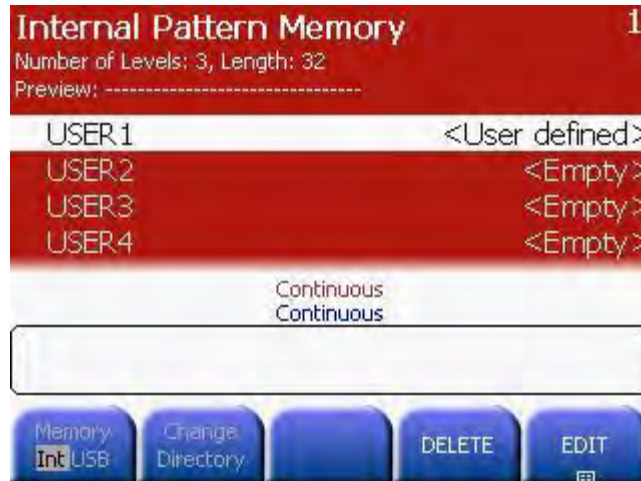 Internal Pattern Memory 1
Number of Levels: 3, Length: 32
Preview: --------------------------------
USER1 <User defined>
USER2 <Empty>
USER3 <Empty>
USER4 <Empty>
Continuous
Continuous
Memory
Int USB
Change
Directory
DELETE
EDIT